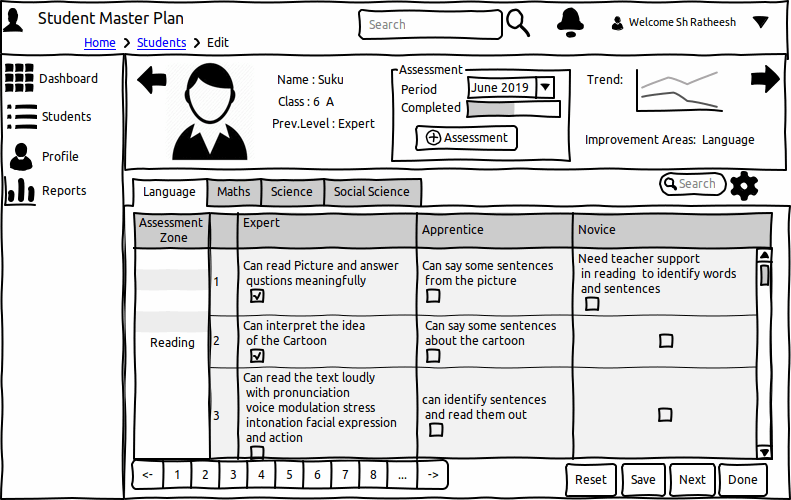 Student Master Plan
Search
Welcome Sh Ratheesh
Home > Students > Edit
Dashboard
Students
Profile
Reports
Name : Suku
Class : 6 A
Prev.Level : Expert
Assessment
Period June 2019
Completed
Assessment
Trend:
Improvement Areas: Language
Language Maths Science Social Science
Search
Assessment
Zone
Expert
Apprentice
Novice
Reading
1
Can read Picture and answer
qustions meaningfully
Can say some sentences
from the picture
Need teacher support
in reading to identify words
and sentences
2
Can interpret the idea
of the Cartoon
Can say some sentences
about the cartoon
3
Can read the text loudly
with pronunciation
voice modulation stress
intonation facial expression
and action
can identify sentences
and read them out
<- 1 2 3 4 5 6 7 8 ... ->
Reset Save Next Done